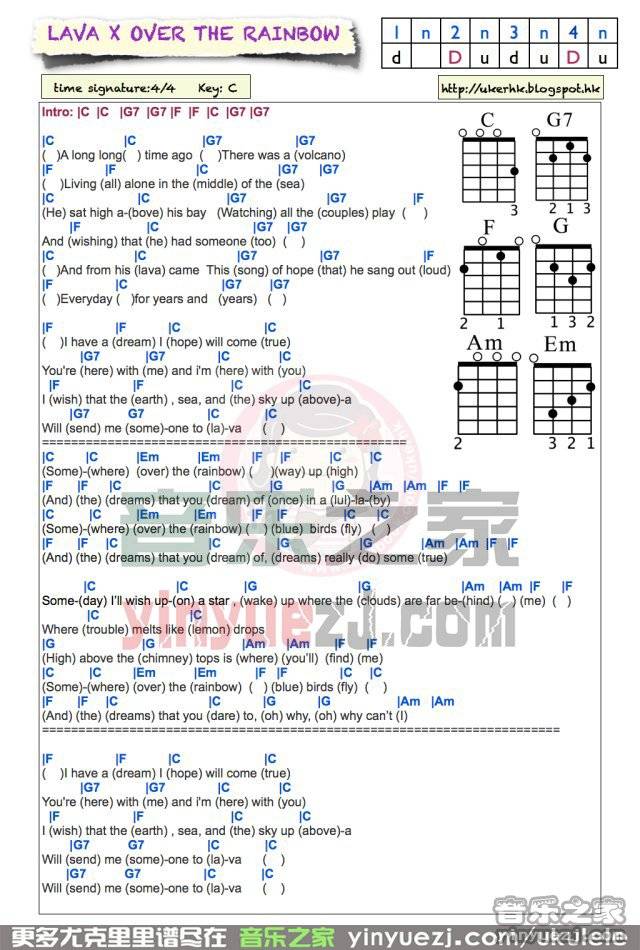 LAVA X OVER THE RAINBOW
1 n 2 n 3 n 4 n
d D u d u D u
time signature:4/4 Key: C
http://ukerhk.blogspot.hk
Intro: |C |C |G7 |G7 |F |F |C |G7 |G7
|C |C |G7 |G7
( )A long long( ) time ago ( )There was a (volcano)
|F |F |C |G7 |G7
( )Living (all) alone in the (middle) of the (sea)
|C |C |G7 |G7 |F
(He) sat high a-(bove) his bay (Watching) all the (couples) play ( )
|F |C |G7 |G7
And (wishing) that (he) had someone (too) ( )
|C |C |G7 |G7 |F
( )And from his (lava) came This (song) of hope (that) he sang out (loud)
|F |C |G7 |G7
( )Everyday ( )for years and (years) ( )
|F |F |C |C
( )I have a (dream) I (hope) will come (true)
|G7 |G7 |C |C
You're (here) with (me) and i'm (here) with (you)
|F |F |C |C
I (wish) that the (earth) , sea, and (the) sky up (above)-a
|G7 G7 |C |C
Will (send) me (some)-one to (la)-va ( )
==================================================
|C |C |Em |Em |F |F |C |C
(Some)-(where) (over) the (rainbow) ( )(way) up (high)
|F |F |C |C |G |G |Am |Am |F |F
(And) (the) (dreams) that you (dream) of (once) in a (lul)-la-(by)
|C |C |Em |Em |F |F |C |C
(Some)-(where) (over) the (rainbow) ( ) (blue) birds (fly) ( )
|F |F |C |C |G |G |Am |Am |F |F
(And) (the) (dreams) that you (dream) of, (dreams) really (do) some (true)
|C |C |G |G |Am |Am |F |F
Some-(day) I'll wish up-(on) a star (wake) up where the (clouds) are far be-(hind) ( ) (me) ( )
|C |C
Where (trouble) melts like (lemon) drops
|G |G |Am |Am |F |F
(High) above the (chimney) tops is (where) (you'll) (find) (me)
|C |C |Em |Em |F |F |C |C
(Some)-(where) (over) the (rainbow) ( ) (blue) birds (fly) ( )
|F |F |C |C |G |G |Am |Am
(And) (the) (dreams) that you (dare) to, (oh) why, (oh) why can't (I)
=====================================================================
|F |F |C |C
( )I have a (dream) I (hope) will come (true)
|G7 |G7 |C |C
You're (here) with (me) and i'm (here) with (you)
|F |F |C |C
I (wish) that the (earth) , sea, and (the) sky up (above)-a
|G7 G7 |C |C
Will (send) me (some)-one to (la)-va ( )
|G7 G7 |C |C
Will (send) me (some)-one to (la)-va ( )
C G7
3 2 1 3
F G
2 1 1 3 2
Am Em
2 3 2 1
音乐之家
yinyuezj.com
音乐之家
yinyuezj.com
更多尤克里里谱尽在 音乐之家 yinyuezj.com